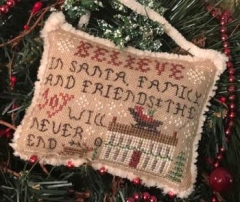 BELIEVE
IN SANTA FAMILY
AND FRIENDS & THE
JOY WILL
NEVER
END